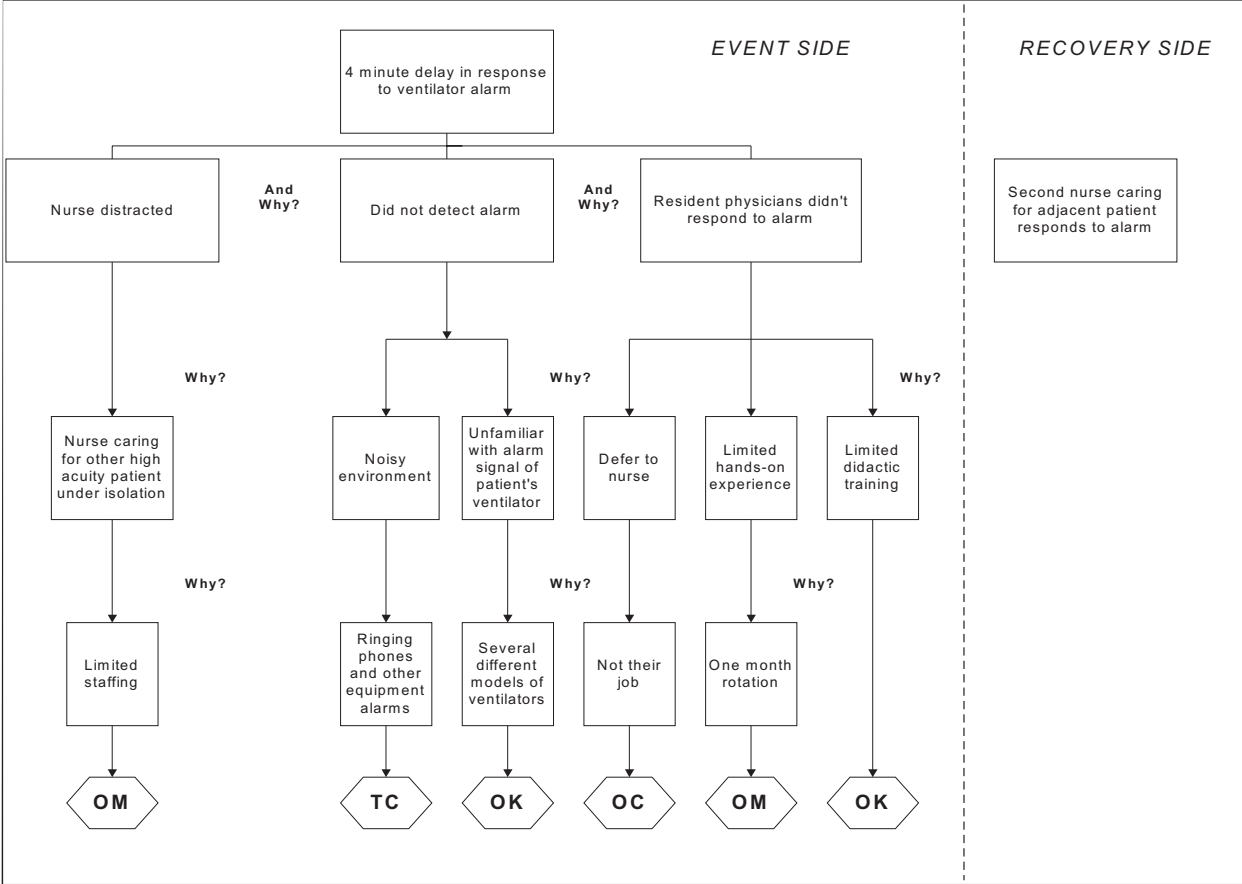 EVENT SIDE
RECOVERY SIDE
4 minute delay in response
to ventilator alarm
Nurse distracted
And
Why?
Did not detect alarm
And
Why?
Resident physicians didn't
respond to alarm
Second nurse caring
for adjacent patient
responds to alarm
Why?
Why?
Why?
Nurse caring
for other high
acuity patient
under isolation
Noisy
environment
Unfamiliar
with alarm
signal of
patient's
ventilator
Defer to
nurse
Limited
hands-on
experience
Limited
didactic
training
Why?
Why?
Why?
Limited
staffing
Ringing
phones
and other
equipment
alarms
Several
different
models of
ventilators
Not their
job
One month
rotation
OM
TC
OK
OC
OM
OK